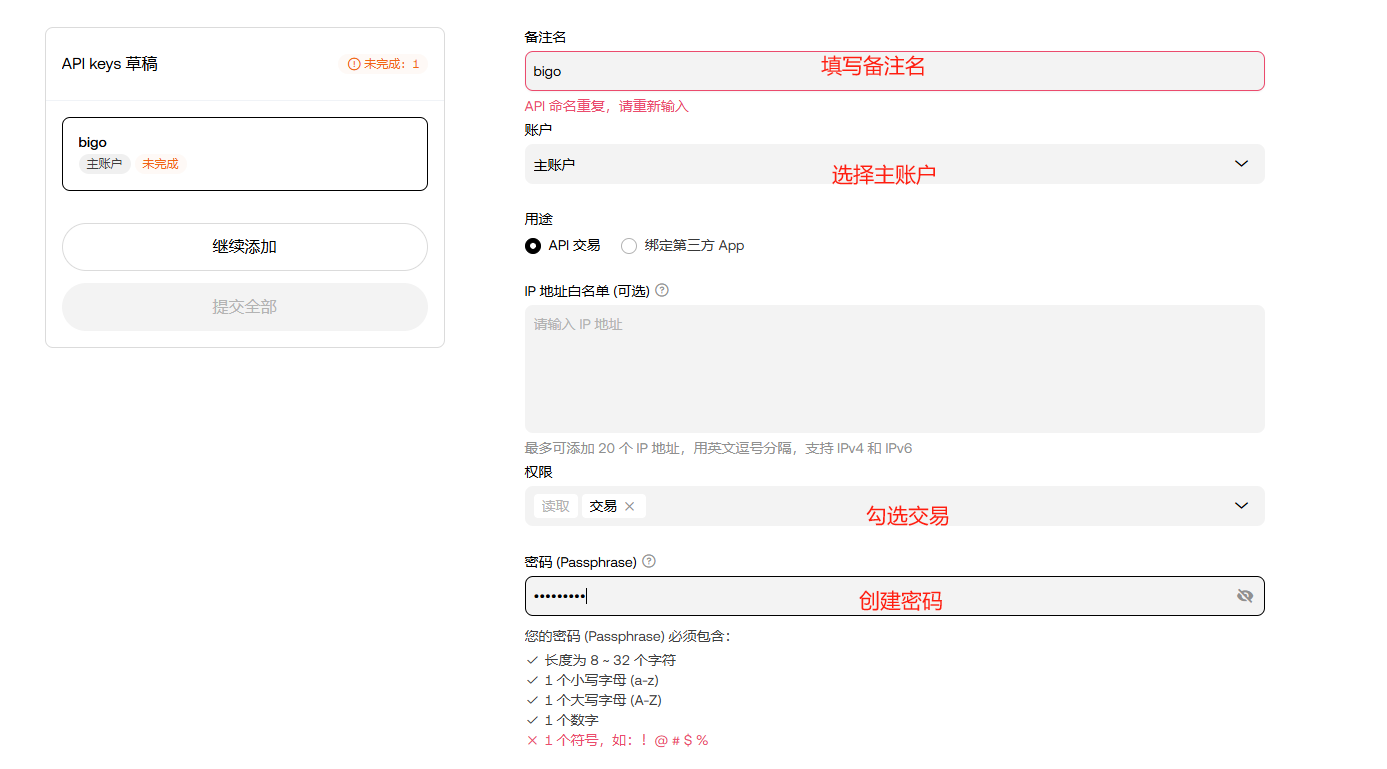 API keys 草稿
未完成：1
bigo
主账户
未完成
继续添加
提交全部
备注名
bigo
填写备注名
API 命名重复，请重新输入
账户
主账户
选择主账户
用途
API 交易
绑定第三方 App
IP 地址白名单 (可选)
请输入 IP 地址
最多可添加 20 个 IP 地址，用英文逗号分隔，支持 IPv4 和 IPv6
权限
读取
交易
勾选交易
密码 (Passphrase)
•••••••••
创建密码
您的密码 (Passphrase) 必须包含：
长度为 8 ~ 32 个字符
1 个小写字母 (a-z)
1 个大写字母 (A-Z)
1 个数字
1 个符号，如：！@ # $ %